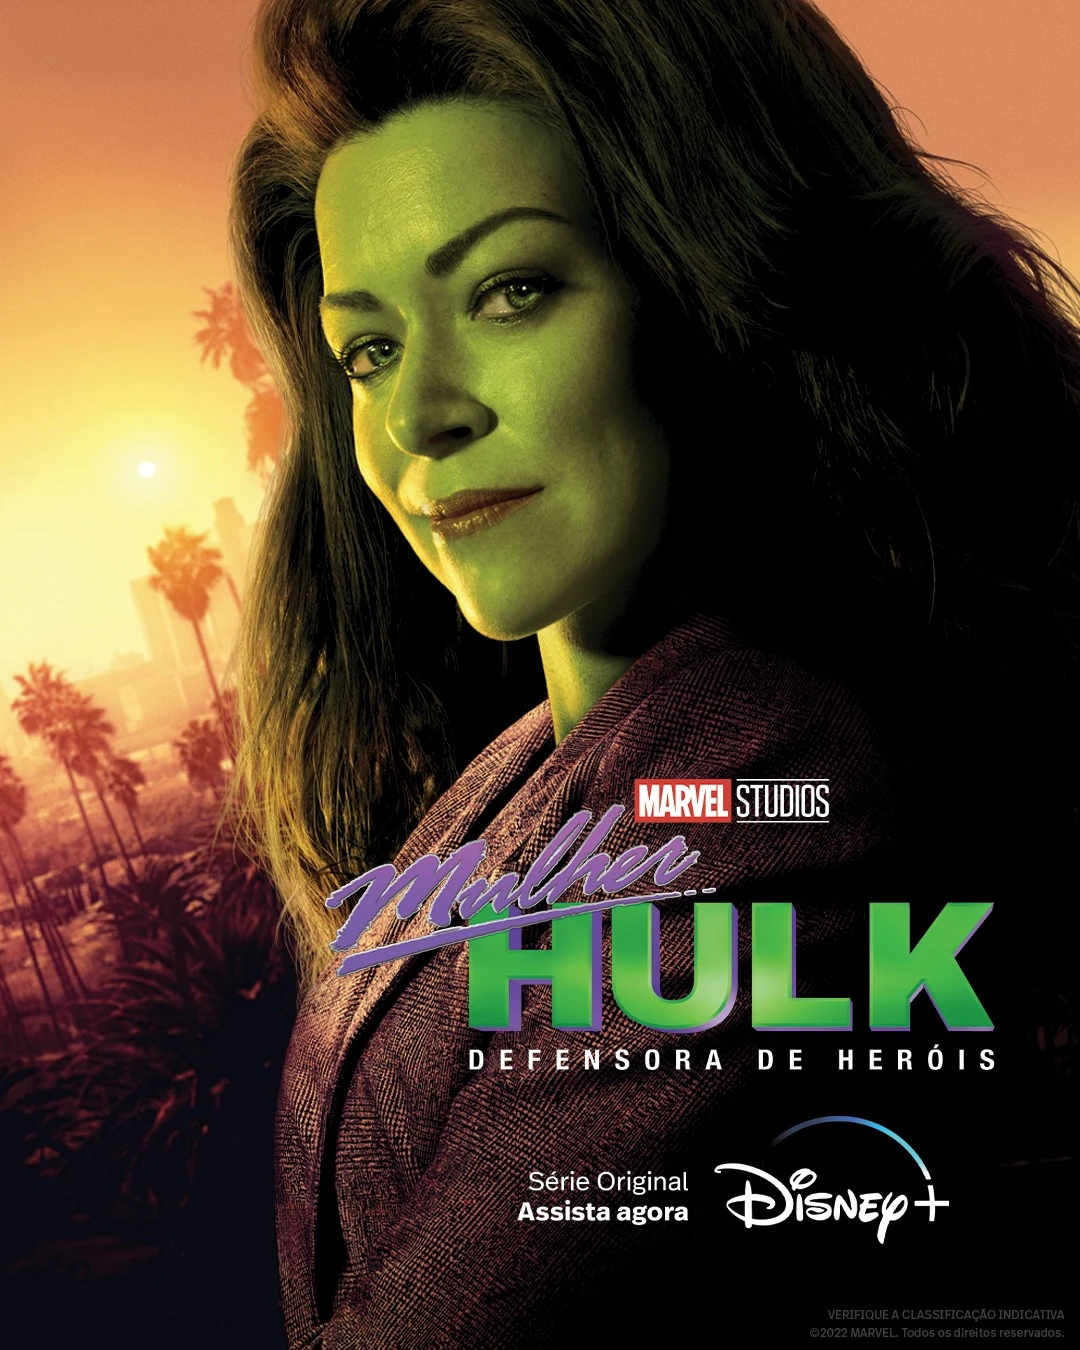 MARVEL STUDIOS
Mulher
HULK
DEFENSORA DE HERÓIS
Série Original
Assista agora
Disney+
VERIFIQUE A CLASSIFICAÇÃO INDICATIVA
©2022 MARVEL. Todos os direitos reservados.